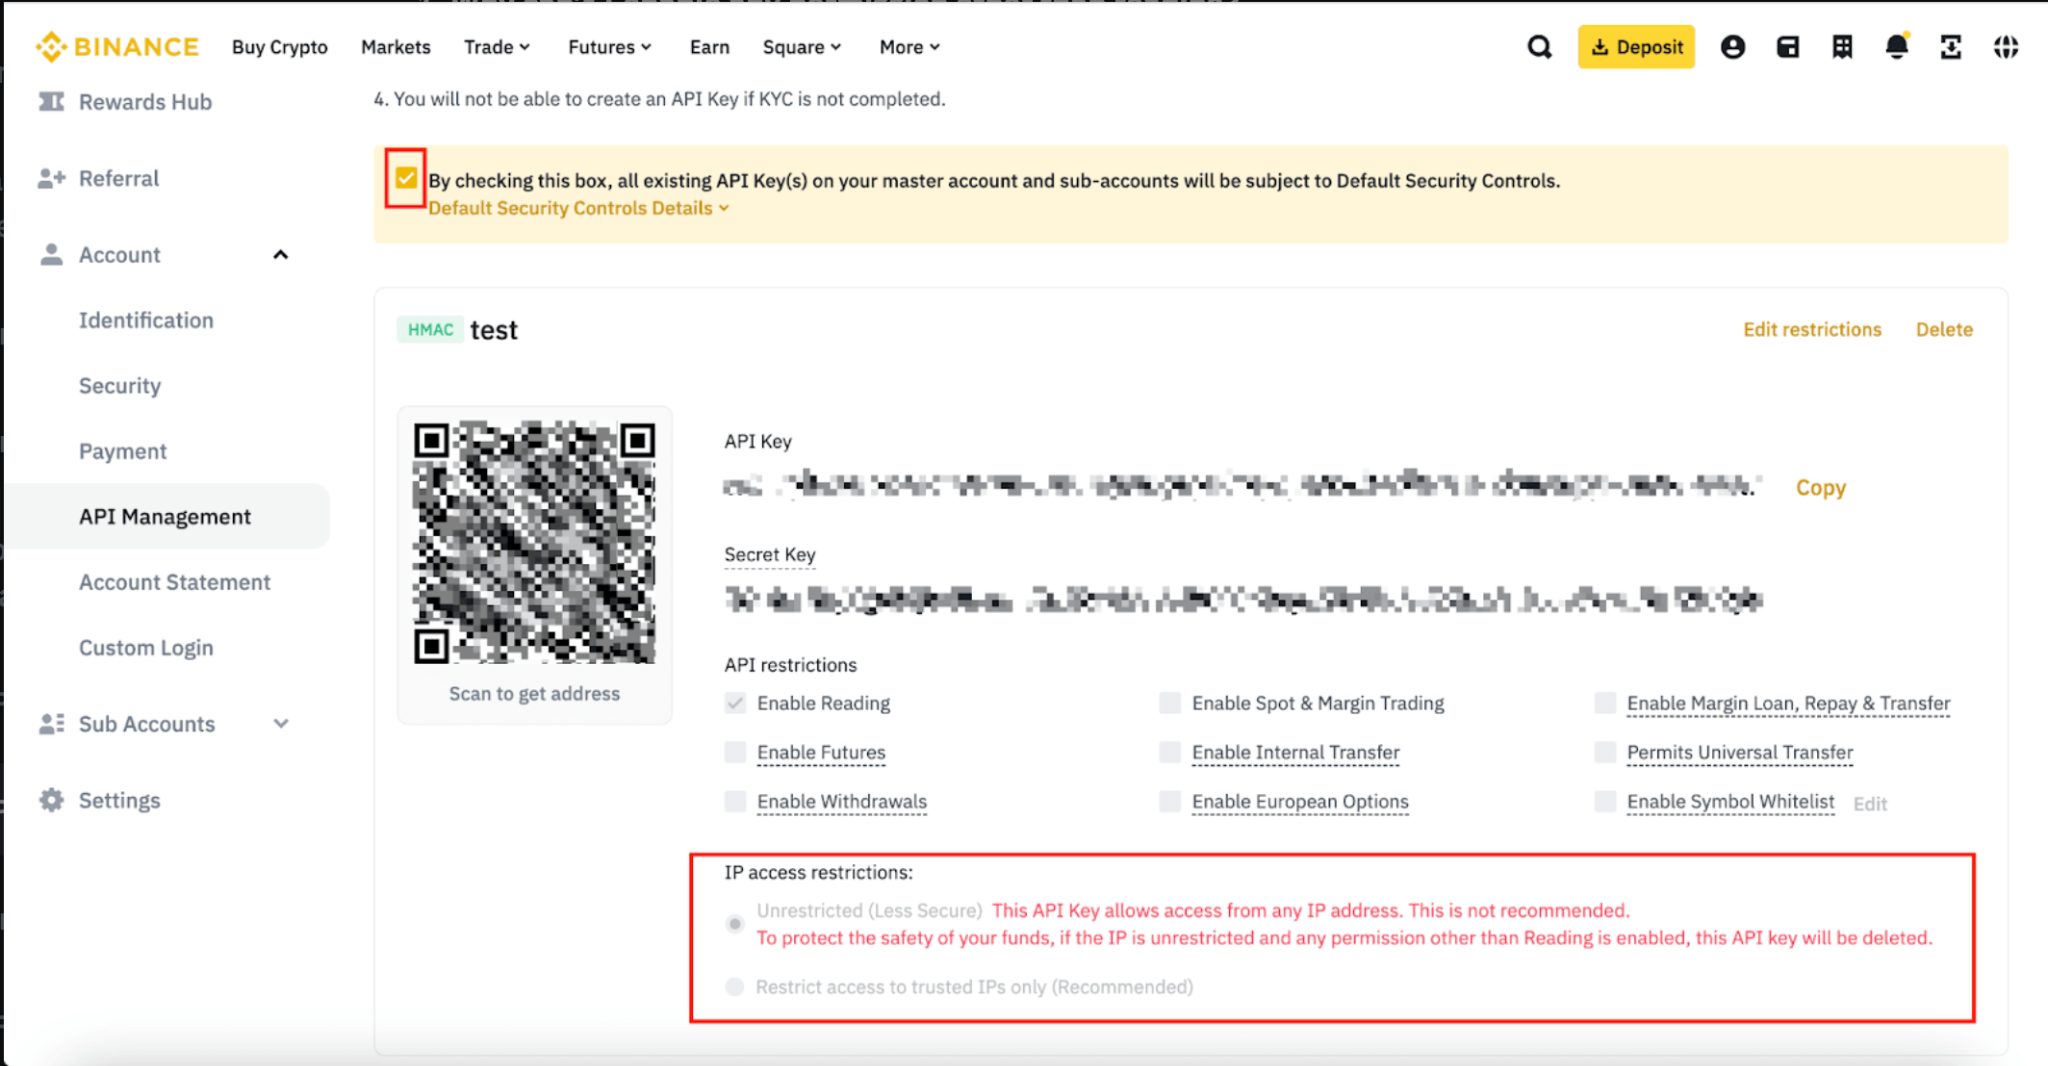 BINANCE
Buy Crypto
Markets
Trade
Futures
Earn
Square
More
Deposit
Rewards Hub
Referral
Account
Identification
Security
Payment
API Management
Account Statement
Custom Login
Sub Accounts
Settings
4. You will not be able to create an API Key if KYC is not completed.
By checking this box, all existing API Key(s) on your master account and sub-accounts will be subject to Default Security Controls.
Default Security Controls Details
HMAC test
Edit restrictions
Delete
Scan to get address
API Key
Copy
Secret Key
API restrictions
Enable Reading
Enable Spot & Margin Trading
Enable Margin Loan, Repay & Transfer
Enable Futures
Enable Internal Transfer
Permits Universal Transfer
Enable Withdrawals
Enable European Options
Enable Symbol Whitelist
Edit
IP access restrictions:
Unrestricted (Less Secure) This API Key allows access from any IP address. This is not recommended.
To protect the safety of your funds, if the IP is unrestricted and any permission other than Reading is enabled, this API key will be deleted.
Restrict access to trusted IPs only (Recommended)